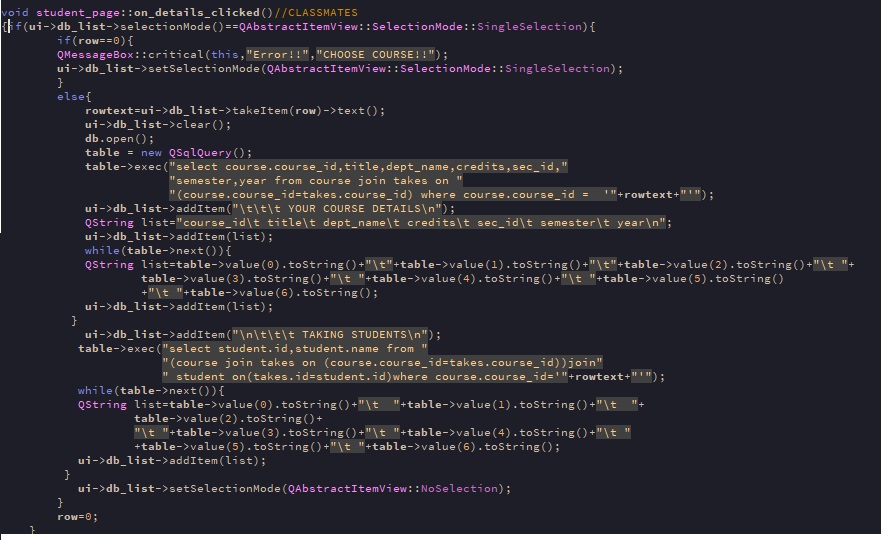 void student_page::on_details_clicked()//CLASSMATES
{if(ui->db_list->selectionMode()==QAbstractItemView::SelectionMode::SingleSelection){
if(row==0){
QMessageBox::critical(this,"Error!!","CHOOSE COURSE!!");
ui->db_list->setSelectionMode(QAbstractItemView::SelectionMode::SingleSelection);
}
else{
rowtext=ui->db_list->takeItem(row)->text();
ui->db_list->clear();
db.open();
table = new QSqlQuery();
table->exec("select course.course_id,title,dept_name,credits,sec_id,"
"semester,year from course join takes on "
"(course.course_id=takes.course_id) where course.course_id =  '"+rowtext+"'");
ui->db_list->addItem("\t\t\t YOUR COURSE DETAILS\n");
QString list="course_id\t title\t dept_name\t credits\t sec_id\t semester\t year\n";
ui->db_list->addItem(list);
while(table->next()){
QString list=table->value(0).toString()+"\t"+table->value(1).toString()+"\t"+table->value(2).toString()+"\t "+
table->value(3).toString()+"\t "+table->value(4).toString()+"\t "+table->value(5).toString()
+"\t "+table->value(6).toString();
ui->db_list->addItem(list);
}
ui->db_list->addItem("\n\t\t\t TAKING STUDENTS\n");
table->exec("select student.id,student.name from "
"(course join takes on (course.course_id=takes.course_id))join"
" student on(takes.id=student.id)where course.course_id='"+rowtext+"'");
while(table->next()){
QString list=table->value(0).toString()+"\t  "+table->value(1).toString()+"\t  "+
table->value(2).toString()+
"\t "+table->value(3).toString()+"\t "+table->value(4).toString()+"\t "
+table->value(5).toString()+"\t "+table->value(6).toString();
ui->db_list->addItem(list);
}
ui->db_list->setSelectionMode(QAbstractItemView::NoSelection);
}
row=0;
}